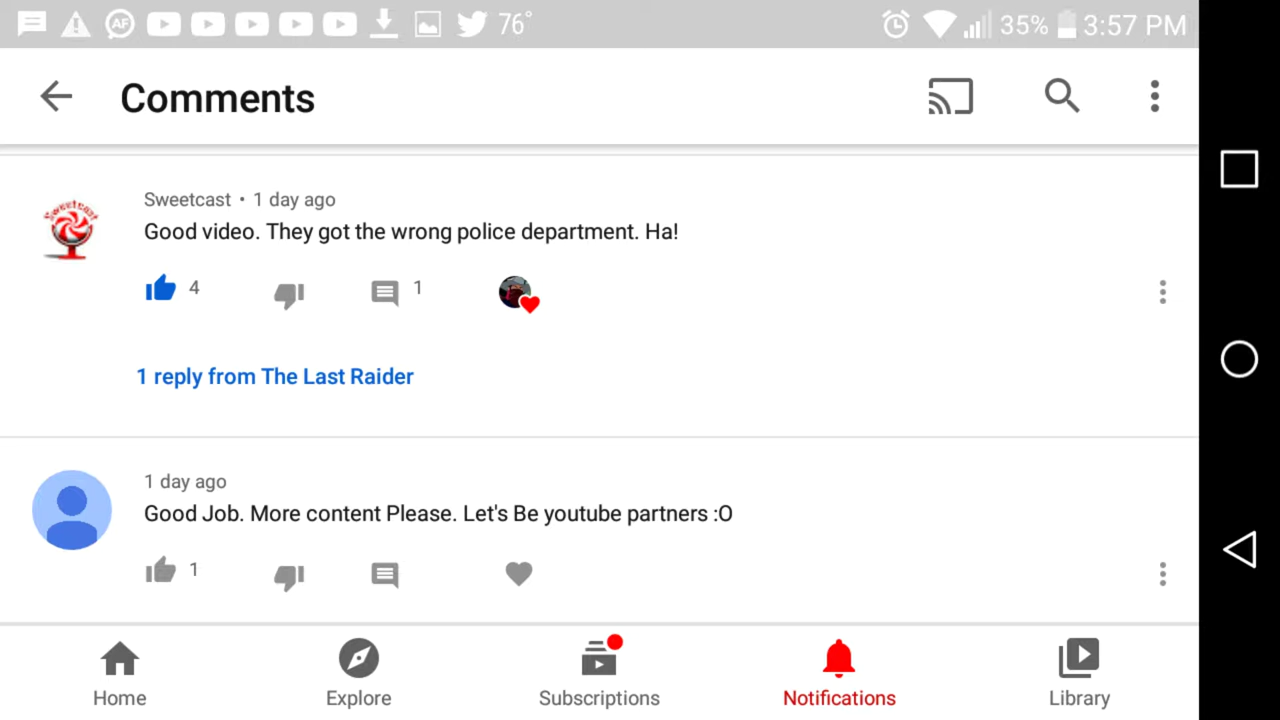 AF 76° 35% 3:57 PM
Comments
Sweetcast • 1 day ago
Sweetcast
Good video. They got the wrong police department. Ha!
4 1
1 reply from The Last Raider
1 day ago
Good Job. More content Please. Let's Be youtube partners :O
1
Home Explore Subscriptions Notifications Library